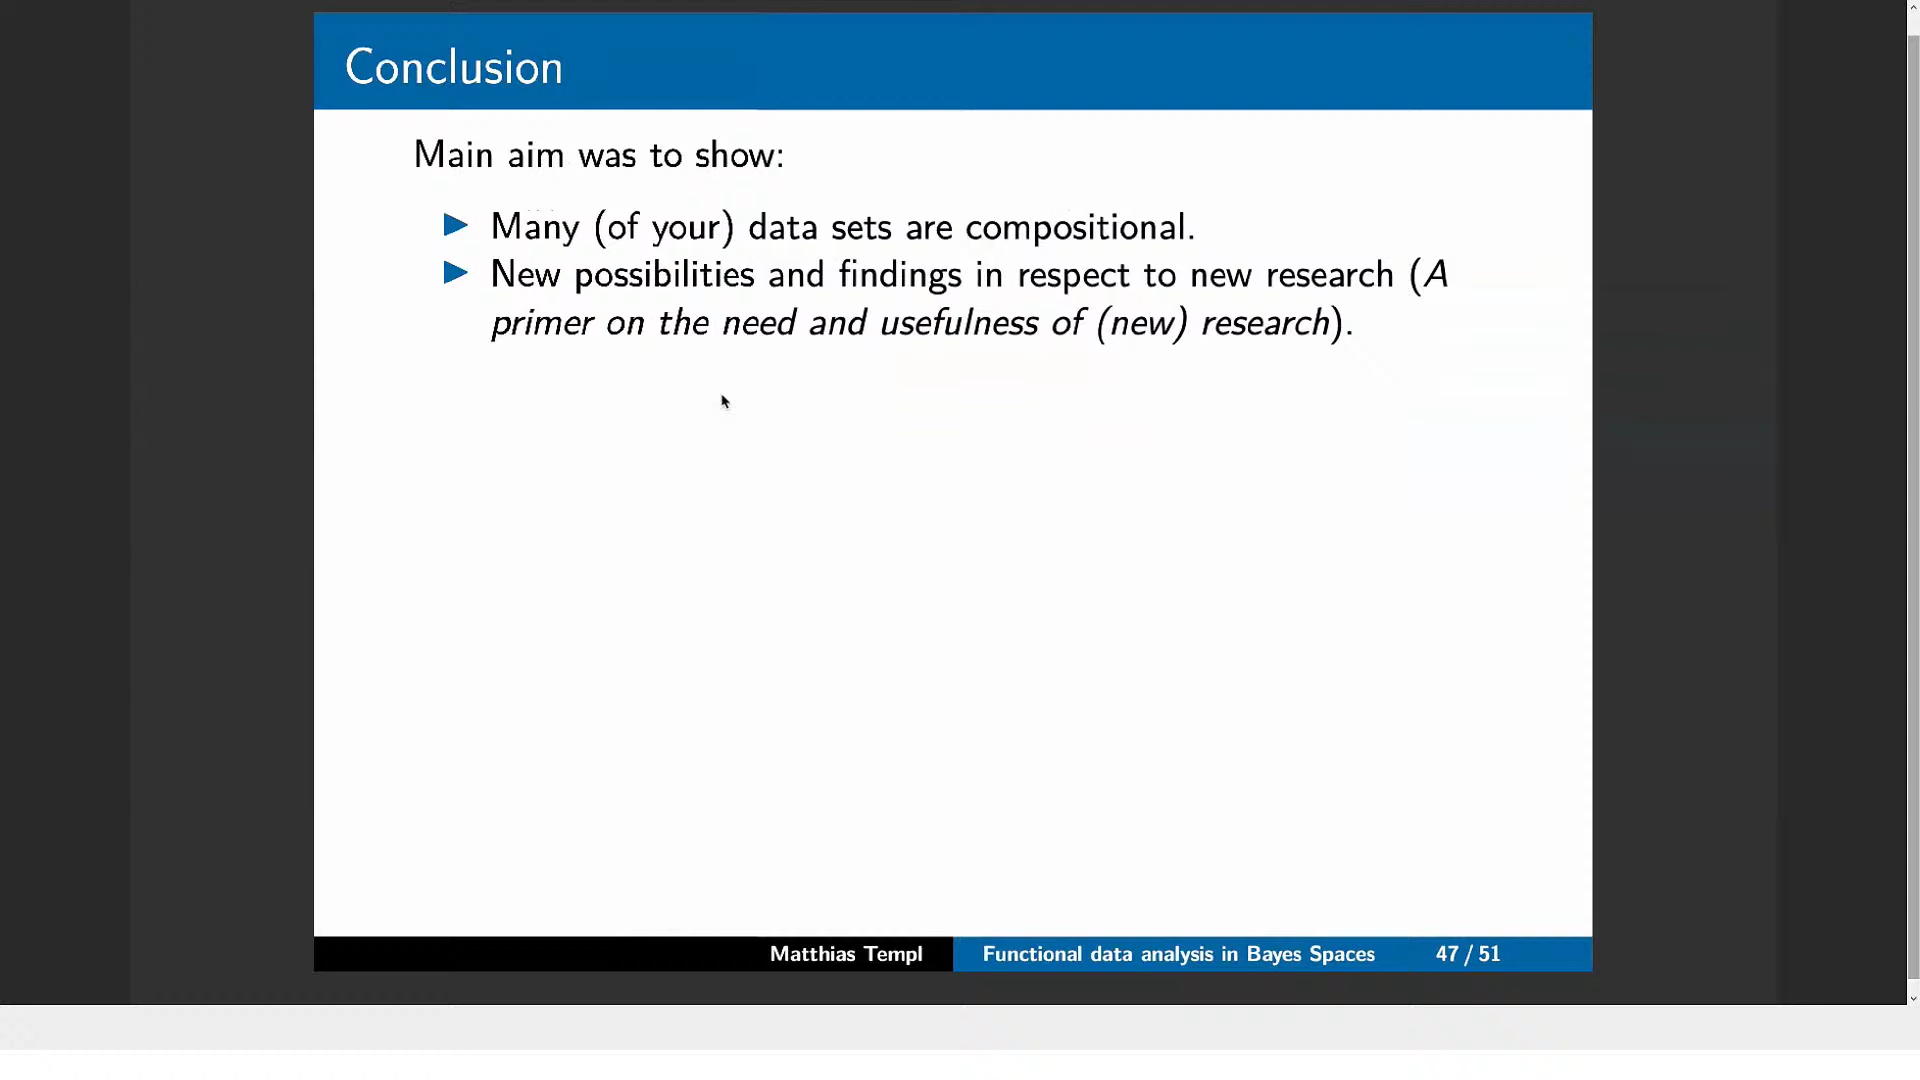 Conclusion
Main aim was to show:
Many (of your) data sets are compositional.
New possibilities and findings in respect to new research (A
primer on the need and usefulness of (new) research).
Matthias Templ
Functional data analysis in Bayes Spaces
47 / 51